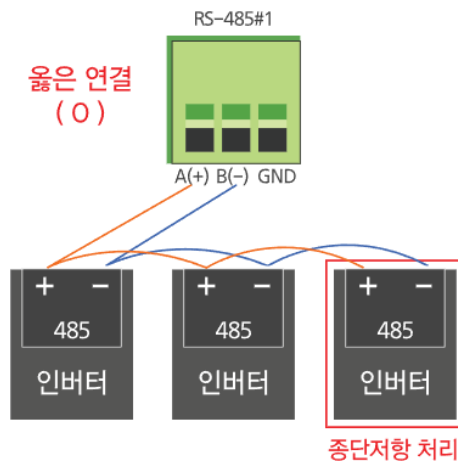 RS-485#1
옳은 연결
( O )
A(+) B(-) GND
+ - + - + -
485 485 485
인버터 인버터 인버터
종단저항 처리